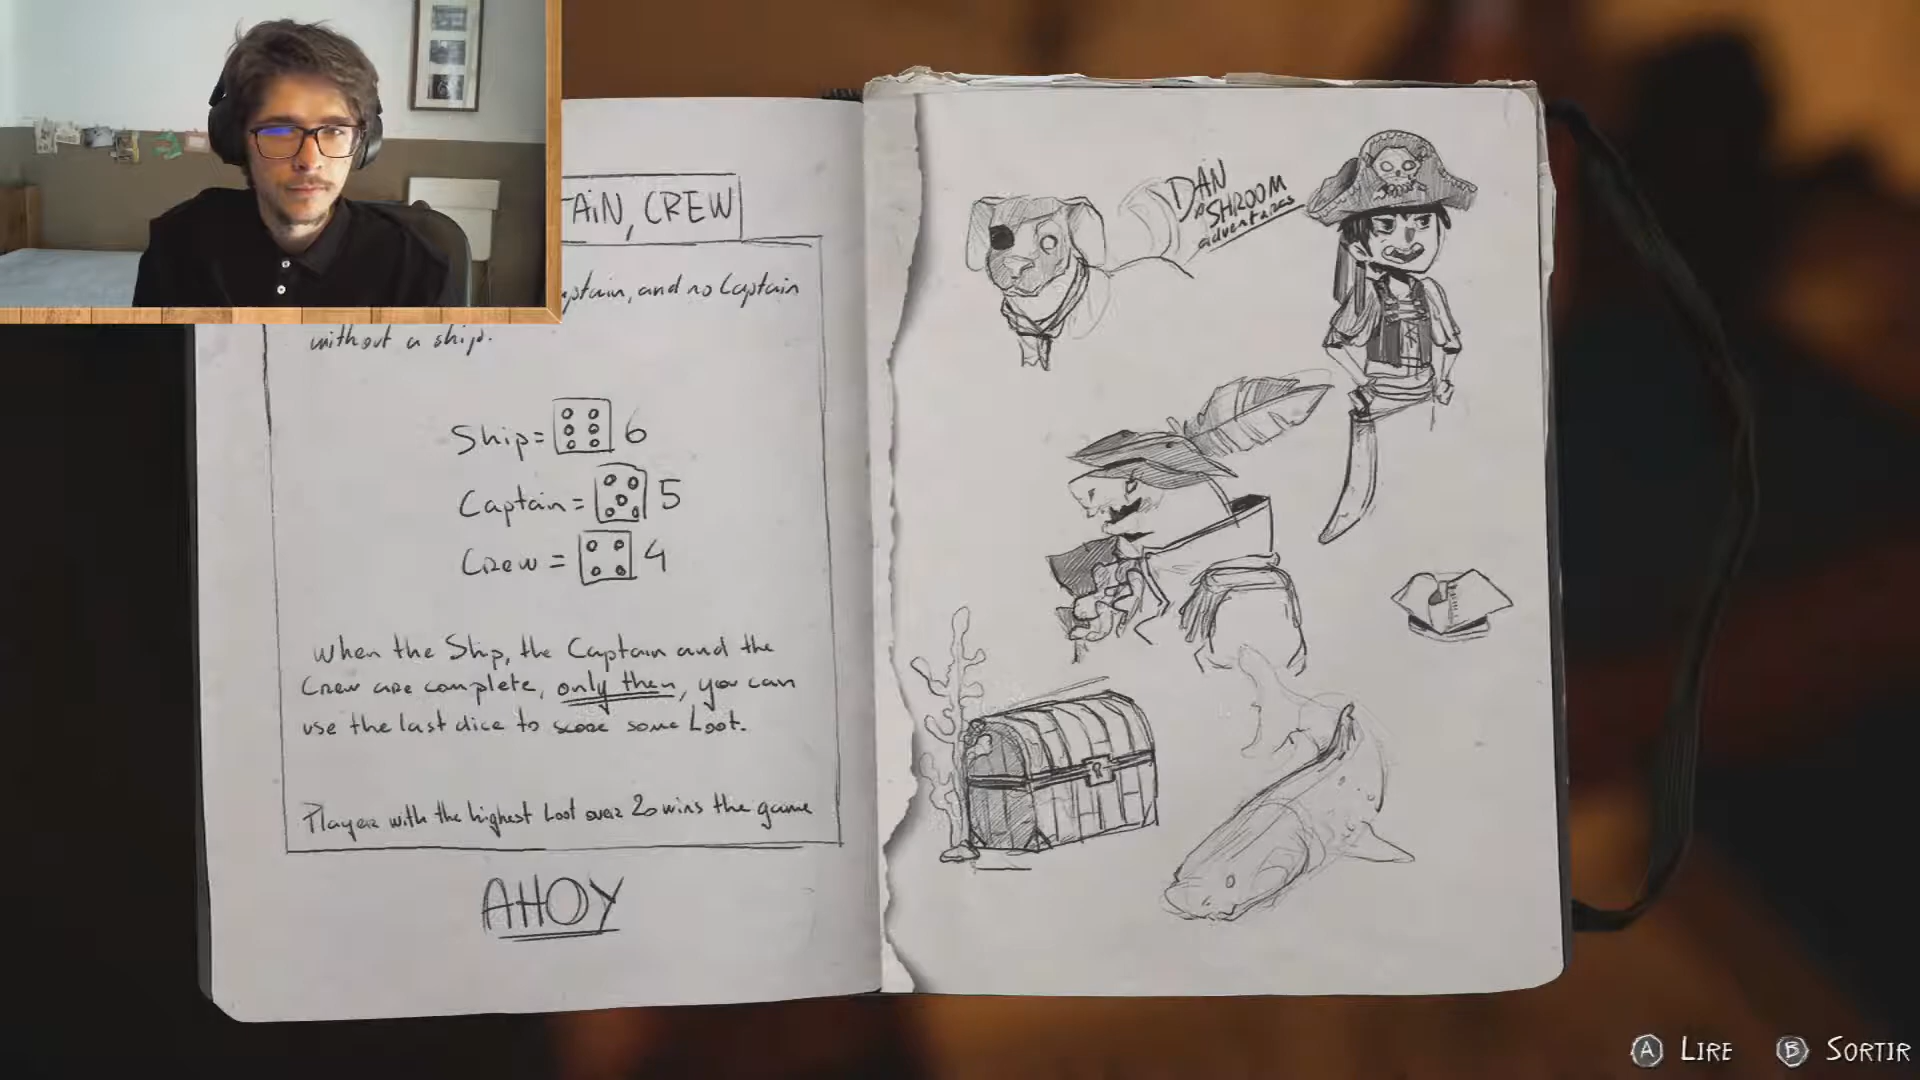 TAIN, CREW
ptain, and no Captain
without a ship.
Ship= 6
Captain= 5
Crew = 4
When the Ship, the Captain and the
Crew are complete, only then, you can
use the last dice to score some Loot.
Player with the highest Loot over 20 wins the game
AHOY
DAN
SHROOM
adventures
A LIRE
B SORTIR